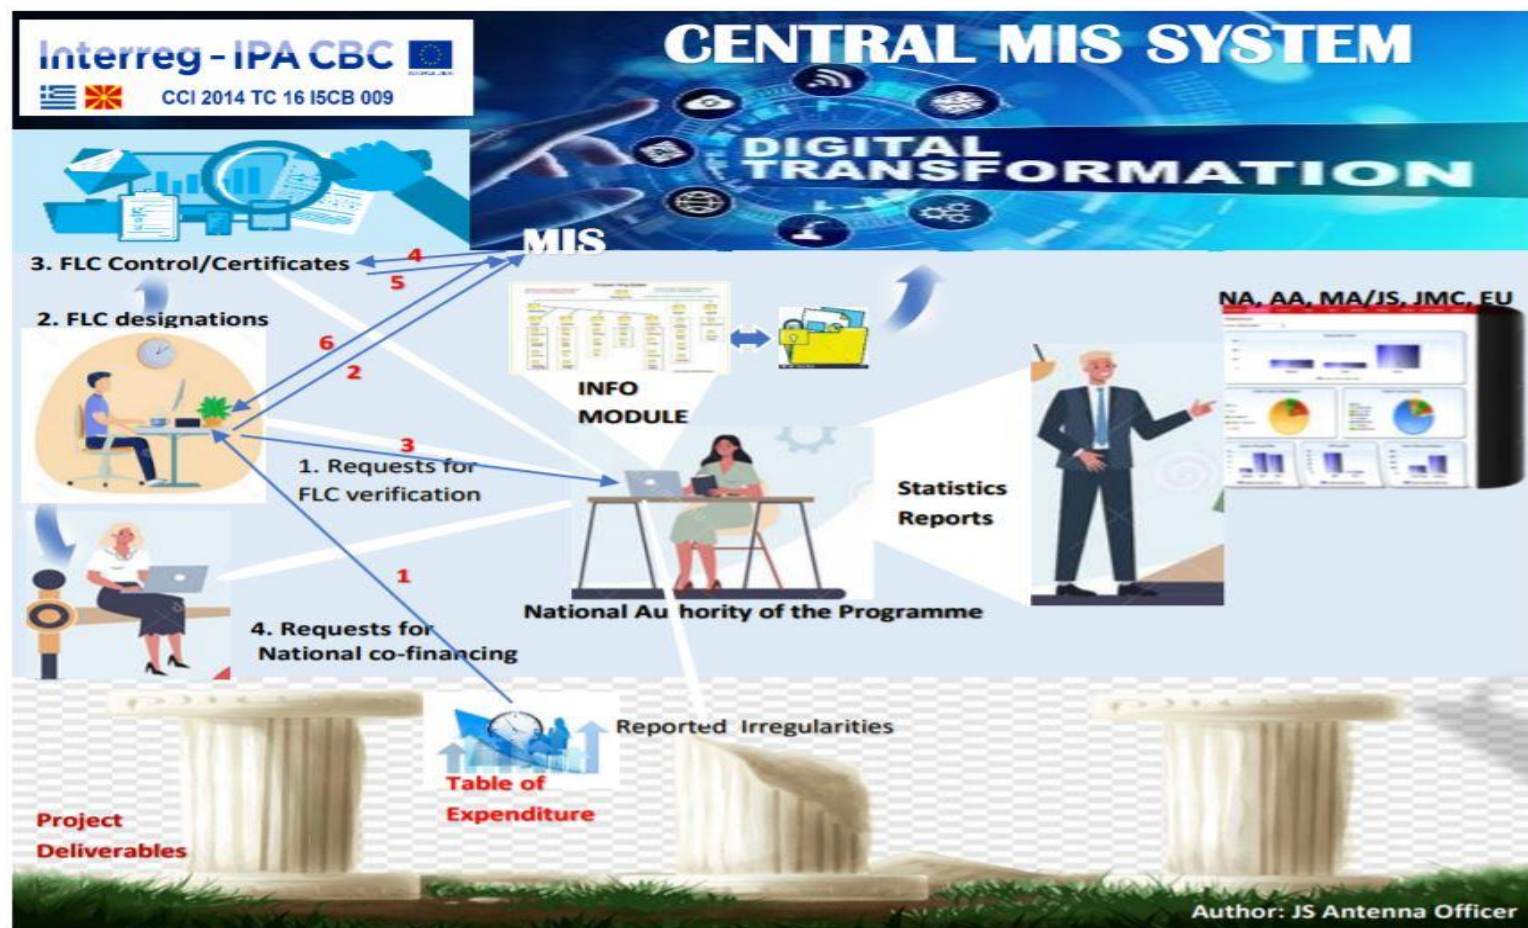 Interreg - IPA CBC
CCI 2014 TC 16 I5CB 009
CENTRAL MIS SYSTEM
DIGITAL
TRANSFORMATION
MIS
3. FLC Control/Certificates
4
5
2. FLC designations
6
2
INFO
MODULE
NA, AA, MA/JS, JMC, EU
3
1. Requests for
FLC verification
Statistics
Reports
1
National Au hority of the Programme
4. Requests for
National co-financing
Reported Irregularities
Table of
Expenditure
Project
Deliverables
Author: JS Antenna Officer